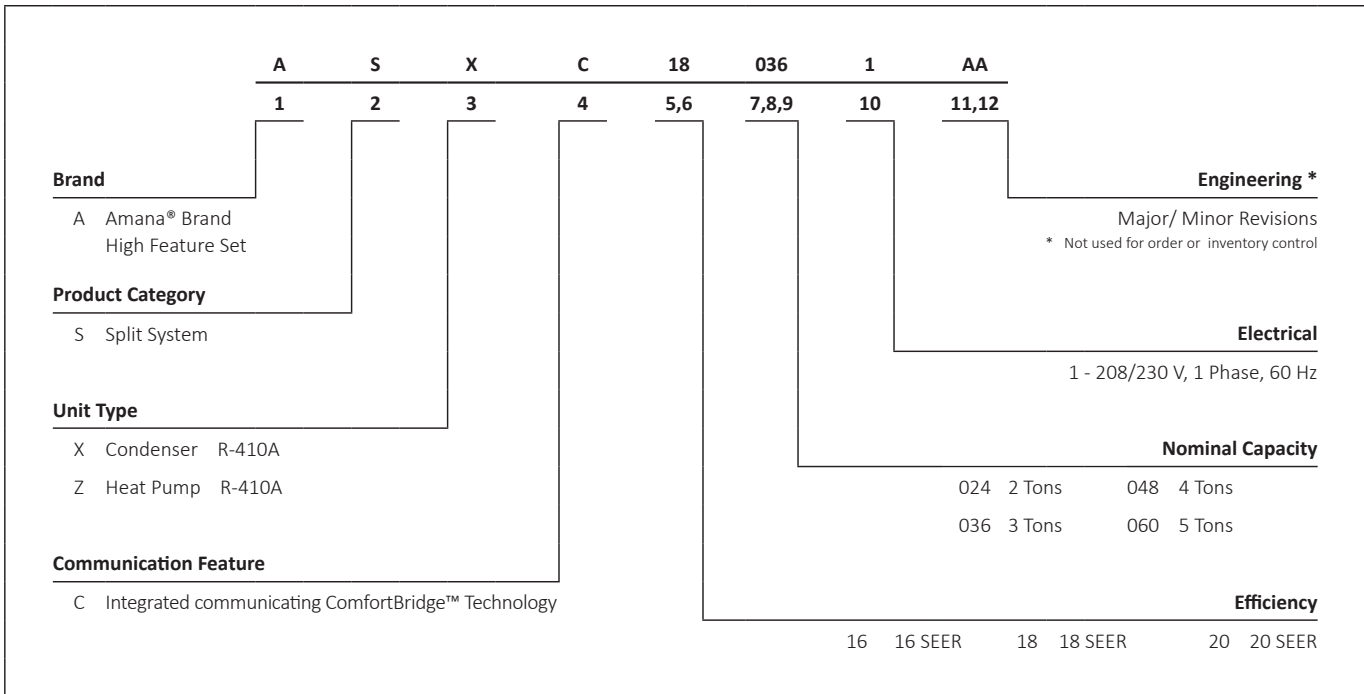 A S X C 18 036 1 AA
1 2 3 4 5,6 7,8,9 10 11,12
Brand
A Amana® Brand
High Feature Set
Product Category
S Split System
Unit Type
X Condenser R-410A
Z Heat Pump R-410A
Communication Feature
C Integrated communicating ComfortBridge™ Technology
Engineering *
Major/ Minor Revisions
* Not used for order or inventory control
Electrical
1 - 208/230 V, 1 Phase, 60 Hz
Nominal Capacity
024 2 Tons 048 4 Tons
036 3 Tons 060 5 Tons
Efficiency
16 16 SEER 18 18 SEER 20 20 SEER